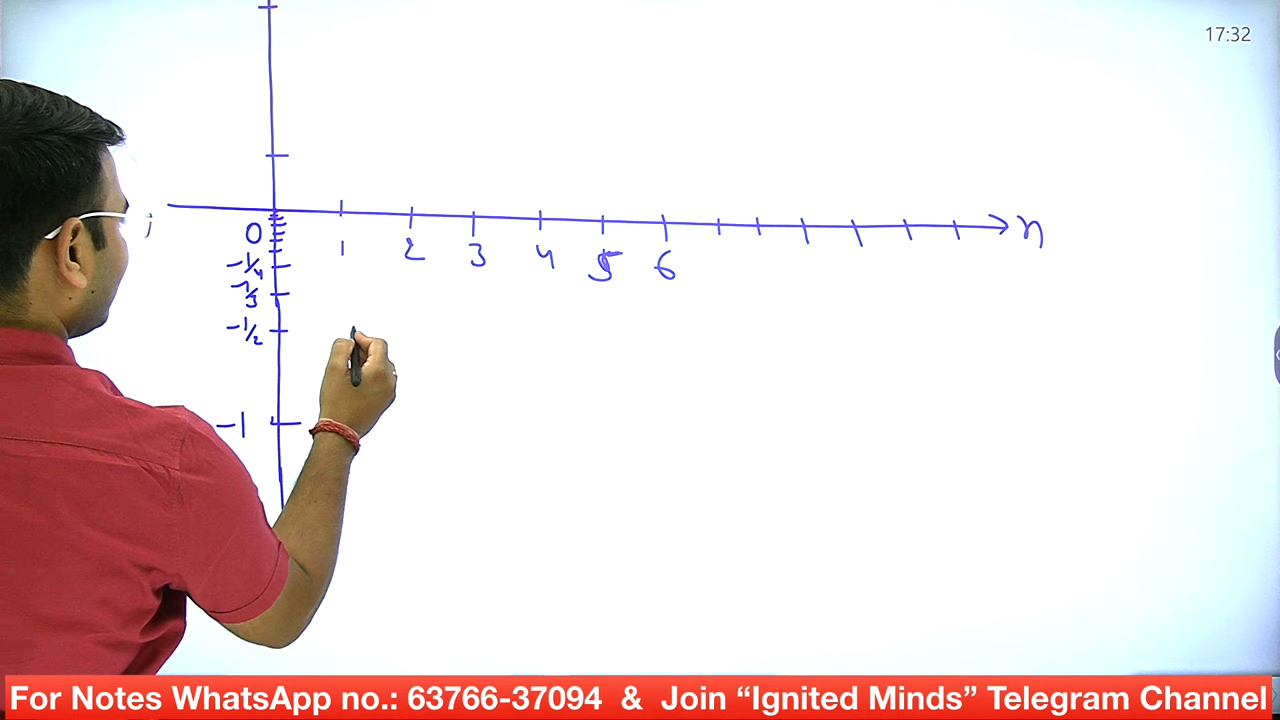 17:32
0 1 2 3 4 5 6 n
-1/4
-1/3
-1/2
-1
For Notes WhatsApp no.: 63766-37094 & Join “Ignited Minds” Telegram Channel